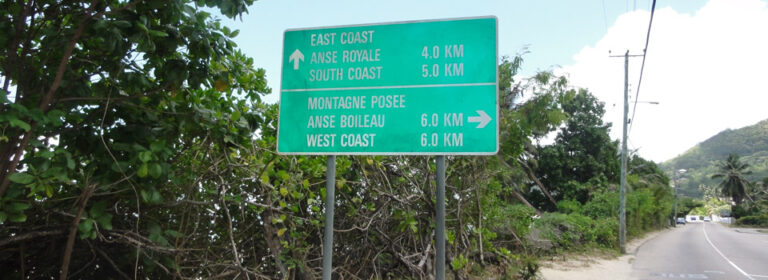 EAST COAST
ANSE ROYALE 4.0 KM
SOUTH COAST 5.0 KM
MONTAGNE POSEE
ANSE BOILEAU 6.0 KM
WEST COAST 6.0 KM